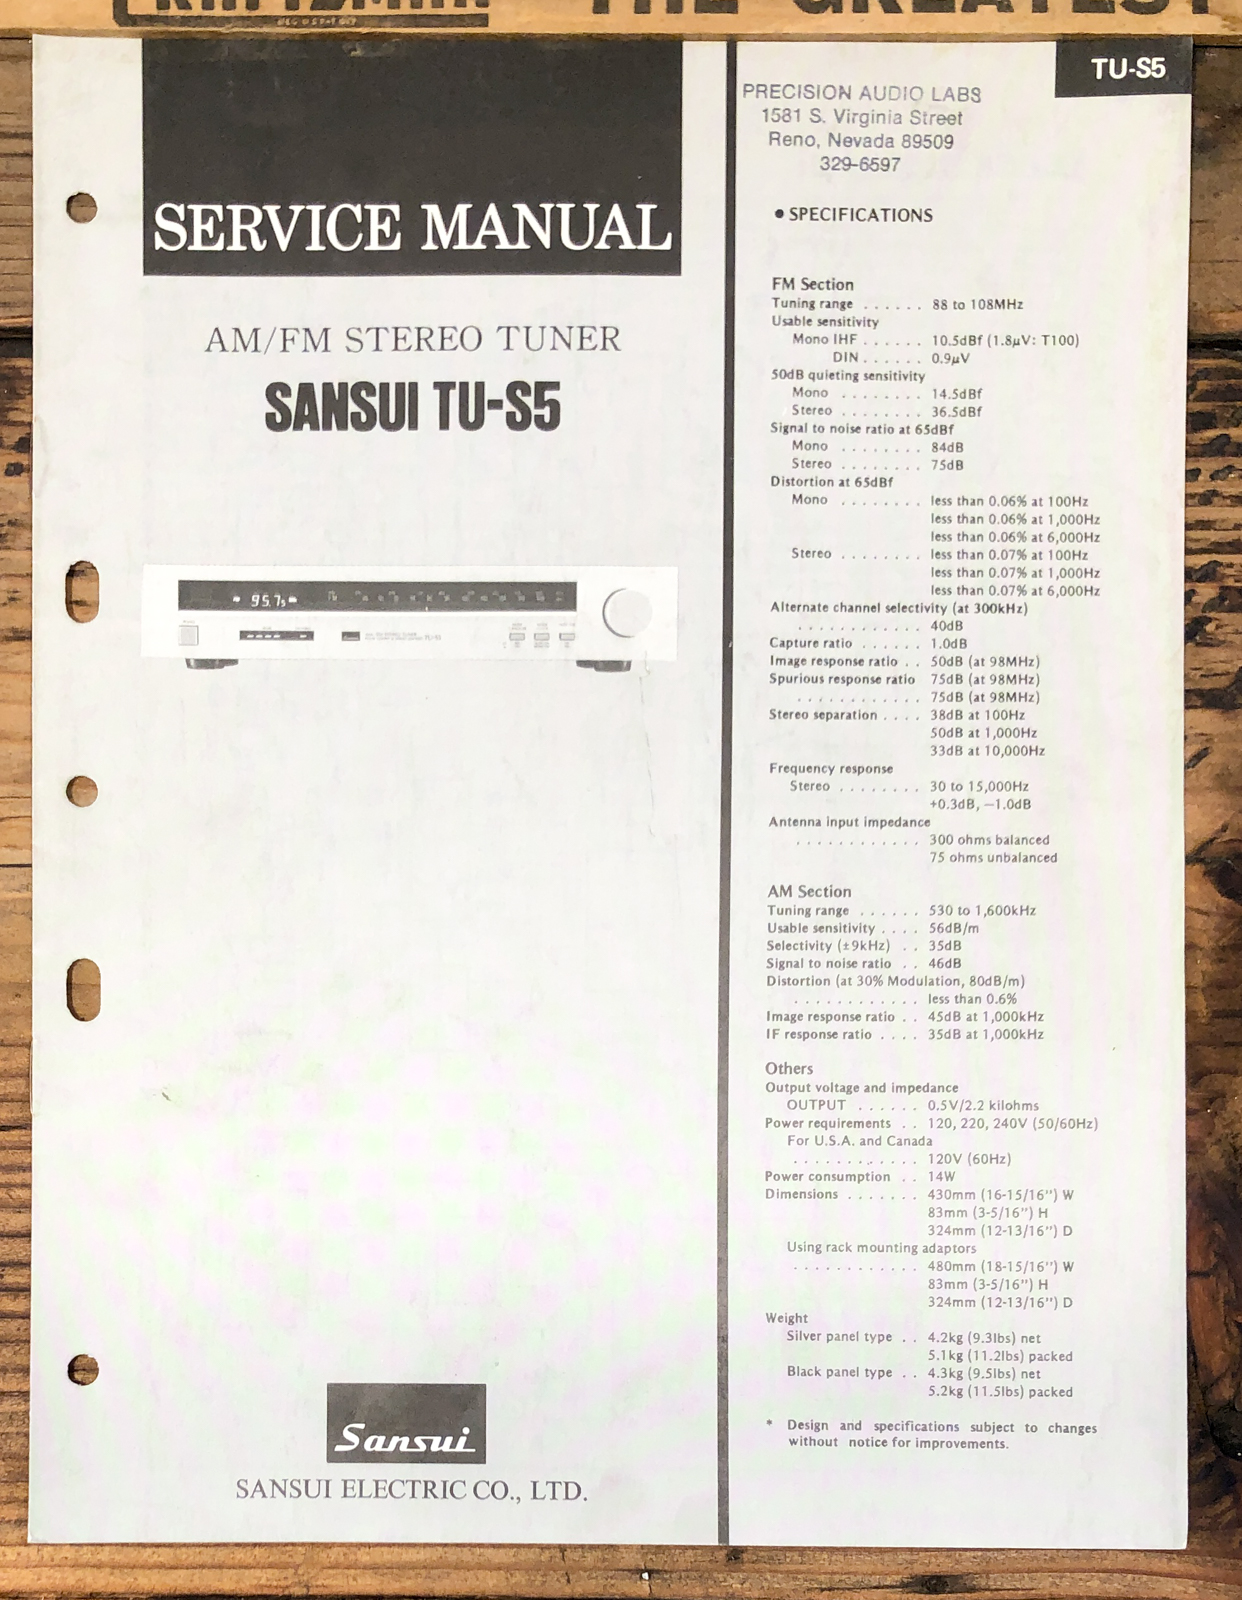 THE GREATEST
SERVICE MANUAL
AM/FM STEREO TUNER
SANSUI TU-S5
95.75
Sansui
SANSUI ELECTRIC CO., LTD.
TU-S5
PRECISION AUDIO LABS
1581 S. Virginia Street
Reno, Nevada 89509
329-6597
● SPECIFICATIONS
FM Section
Tuning range . . . . . . 88 to 108MHz
Usable sensitivity
Mono IHF . . . . . . 10.5dBf (1.8µV: T100)
DIN . . . . . . 0.9µV
50dB quieting sensitivity
Mono . . . . . . . . 14.5dBf
Stereo . . . . . . . . 36.5dBf
Signal to noise ratio at 65dBf
Mono . . . . . . . . 84dB
Stereo . . . . . . . . 75dB
Distortion at 65dBf
Mono . . . . . . . . less than 0.06% at 100Hz
less than 0.06% at 1,000Hz
less than 0.06% at 6,000Hz
Stereo . . . . . . . . less than 0.07% at 100Hz
less than 0.07% at 1,000Hz
less than 0.07% at 6,000Hz
Alternate channel selectivity (at 300kHz)
. . . . . . . . . . . . 40dB
Capture ratio . . . . . . 1.0dB
Image response ratio . . 50dB (at 98MHz)
Spurious response ratio 75dB (at 98MHz)
. . . . . . . . . . . . 75dB (at 98MHz)
Stereo separation . . . . 38dB at 100Hz
50dB at 1,000Hz
33dB at 10,000Hz
Frequency response
Stereo . . . . . . . . 30 to 15,000Hz
+0.3dB, −1.0dB
Antenna input impedance
. . . . . . . . . . . . 300 ohms balanced
75 ohms unbalanced
AM Section
Tuning range . . . . . . 530 to 1,600kHz
Usable sensitivity . . . . 56dB/m
Selectivity (±9kHz) . . 35dB
Signal to noise ratio . . 46dB
Distortion (at 30% Modulation, 80dB/m)
. . . . . . . . . . . . less than 0.6%
Image response ratio . . 45dB at 1,000kHz
IF response ratio . . . . 35dB at 1,000kHz
Others
Output voltage and impedance
OUTPUT . . . . . . 0.5V/2.2 kilohms
Power requirements . . 120, 220, 240V (50/60Hz)
For U.S.A. and Canada
. . . . . . . . . . . . 120V (60Hz)
Power consumption . . 14W
Dimensions . . . . . . . 430mm (16-15/16") W
83mm (3-5/16") H
324mm (12-13/16") D
Using rack mounting adaptors
. . . . . . . . . . . . 480mm (18-15/16") W
83mm (3-5/16") H
324mm (12-13/16") D
Weight
Silver panel type . . 4.2kg (9.3lbs) net
5.1kg (11.2lbs) packed
Black panel type . . 4.3kg (9.5lbs) net
5.2kg (11.5lbs) packed
* Design and specifications subject to changes
without notice for improvements.